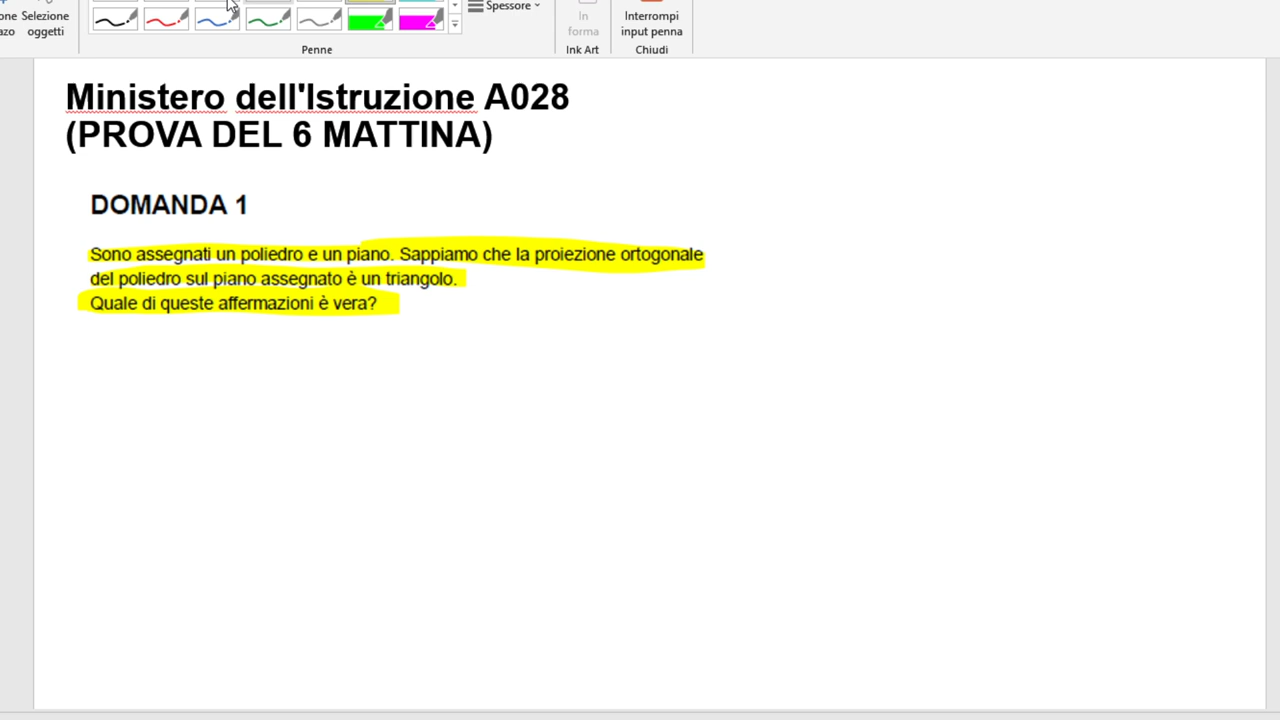 one
azo
Selezione
oggetti
Penne
Spessore
In
forma
Ink Art
Interrompi
input penna
Chiudi
Ministero dell'Istruzione A028
(PROVA DEL 6 MATTINA)
DOMANDA 1
Sono assegnati un poliedro e un piano. Sappiamo che la proiezione ortogonale
del poliedro sul piano assegnato è un triangolo.
Quale di queste affermazioni è vera?